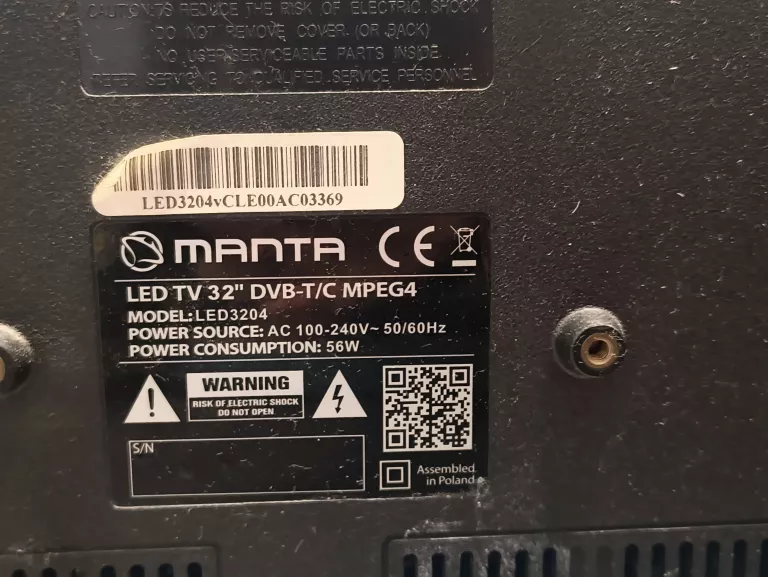 CAUTION:TO REDUCE THE RISK OF ELECTRIC SHOCK
DO NOT REMOVE COVER (OR BACK)
NO USER SERVICEABLE PARTS INSIDE
REFER SERVICING TO QUALIFIED SERVICE PERSONNEL
LED3204vCLE00AC03369
MANTA CE
LED TV 32" DVB-T/C MPEG4
MODEL:LED3204
POWER SOURCE: AC 100-240V~ 50/60Hz
POWER CONSUMPTION: 56W
WARNING
RISK OF ELECTRIC SHOCK
DO NOT OPEN
S/N
Assembled
in Poland